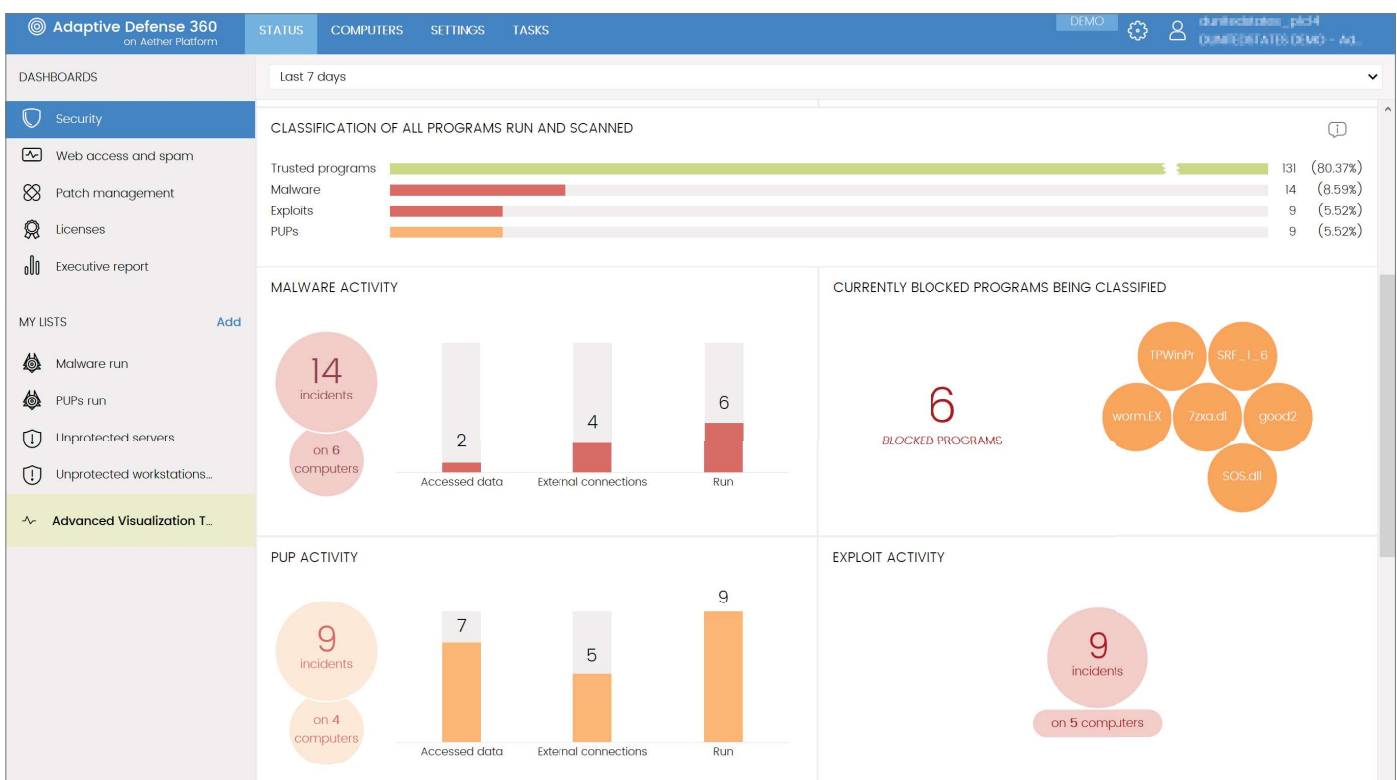 Adaptive Defense 360
on Aether Platform
STATUS COMPUTERS SETTINGS TASKS
DEMO
DASHBOARDS
Last 7 days
Security
Web access and spam
Patch management
Licenses
Executive report
MY LISTS Add
Malware run
PUPs run
Unprotected servers
Unprotected workstations...
Advanced Visualization T...
CLASSIFICATION OF ALL PROGRAMS RUN AND SCANNED
Trusted programs 131 (80.37%)
Malware 14 (8.59%)
Exploits 9 (5.52%)
PUPs 9 (5.52%)
MALWARE ACTIVITY
14
incidents
on 6
computers
2
4
6
Accessed data External connections Run
CURRENTLY BLOCKED PROGRAMS BEING CLASSIFIED
6
BLOCKED PROGRAMS
TPWinPr SRF_1_6
worm.EX 7zxa.dl good2
SOS.dll
PUP ACTIVITY
9
incidents
on 4
computers
7
5
9
Accessed data External connections Run
EXPLOIT ACTIVITY
9
incidents
on 5 computers